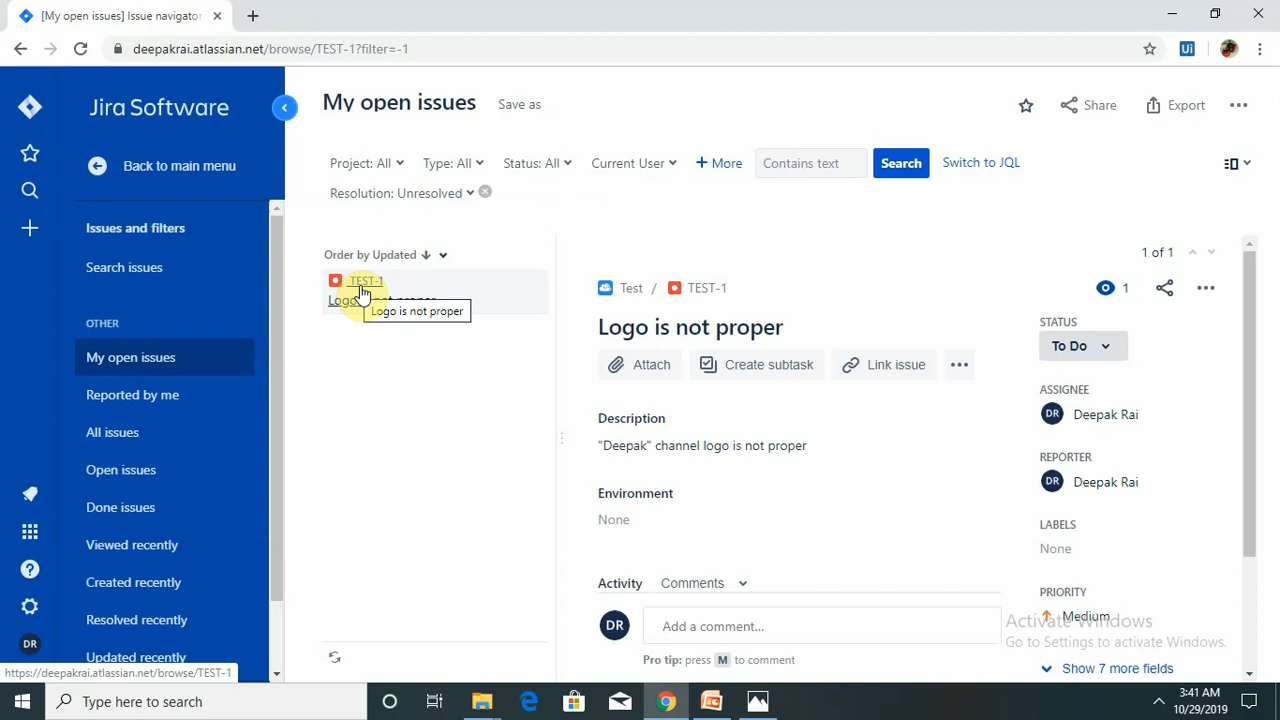 [My open issues] Issue navigator
deepakrai.atlassian.net/browse/TEST-1?filter=-1
Ui
Jira Software
Back to main menu
Issues and filters
Search issues
OTHER
My open issues
Reported by me
All issues
Open issues
Done issues
Viewed recently
Created recently
Resolved recently
Updated recently
DR
https://deepakrai.atlassian.net/browse/TEST-1
My open issues
Save as
Share
Export
Project: All
Type: All
Status: All
Current User
+ More
Contains text
Search
Switch to JQL
Resolution: Unresolved
Order by Updated
TEST-1
Logo is not proper
1 of 1
Test / TEST-1
1
Logo is not proper
Attach
Create subtask
Link issue
Description
"Deepak" channel logo is not proper
Environment
None
Activity
Comments
DR
Add a comment...
Pro tip: press M to comment
STATUS
To Do
ASSIGNEE
DR
Deepak Rai
REPORTER
DR
Deepak Rai
LABELS
None
PRIORITY
Medium
Activate Windows
Go to Settings to activate Windows.
Show 7 more fields
Type here to search
3:41 AM
10/29/2019